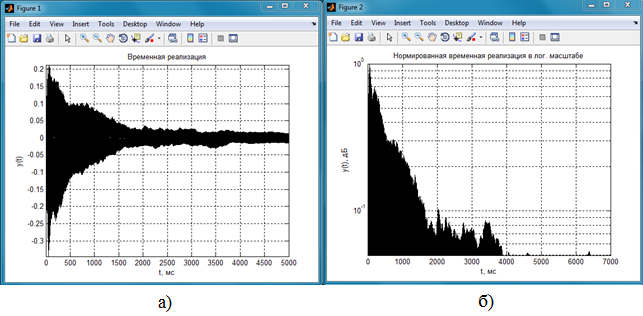 Figure 1
File Edit View Insert Tools Desktop Window Help
Временная реализация
0.2
0.15
0.1
0.05
0
-0.05
-0.1
-0.15
-0.2
-0.25
-0.3
y(t)
0 500 1000 1500 2000 2500 3000 3500 4000 4500 5000
t, мс
а)
Figure 2
File Edit View Insert Tools Desktop Window Help
Нормированная временная реализация в лог. масштабе
10⁰
10⁻¹
y(t), дБ
0 1000 2000 3000 4000 5000 6000 7000
t, мс
б)